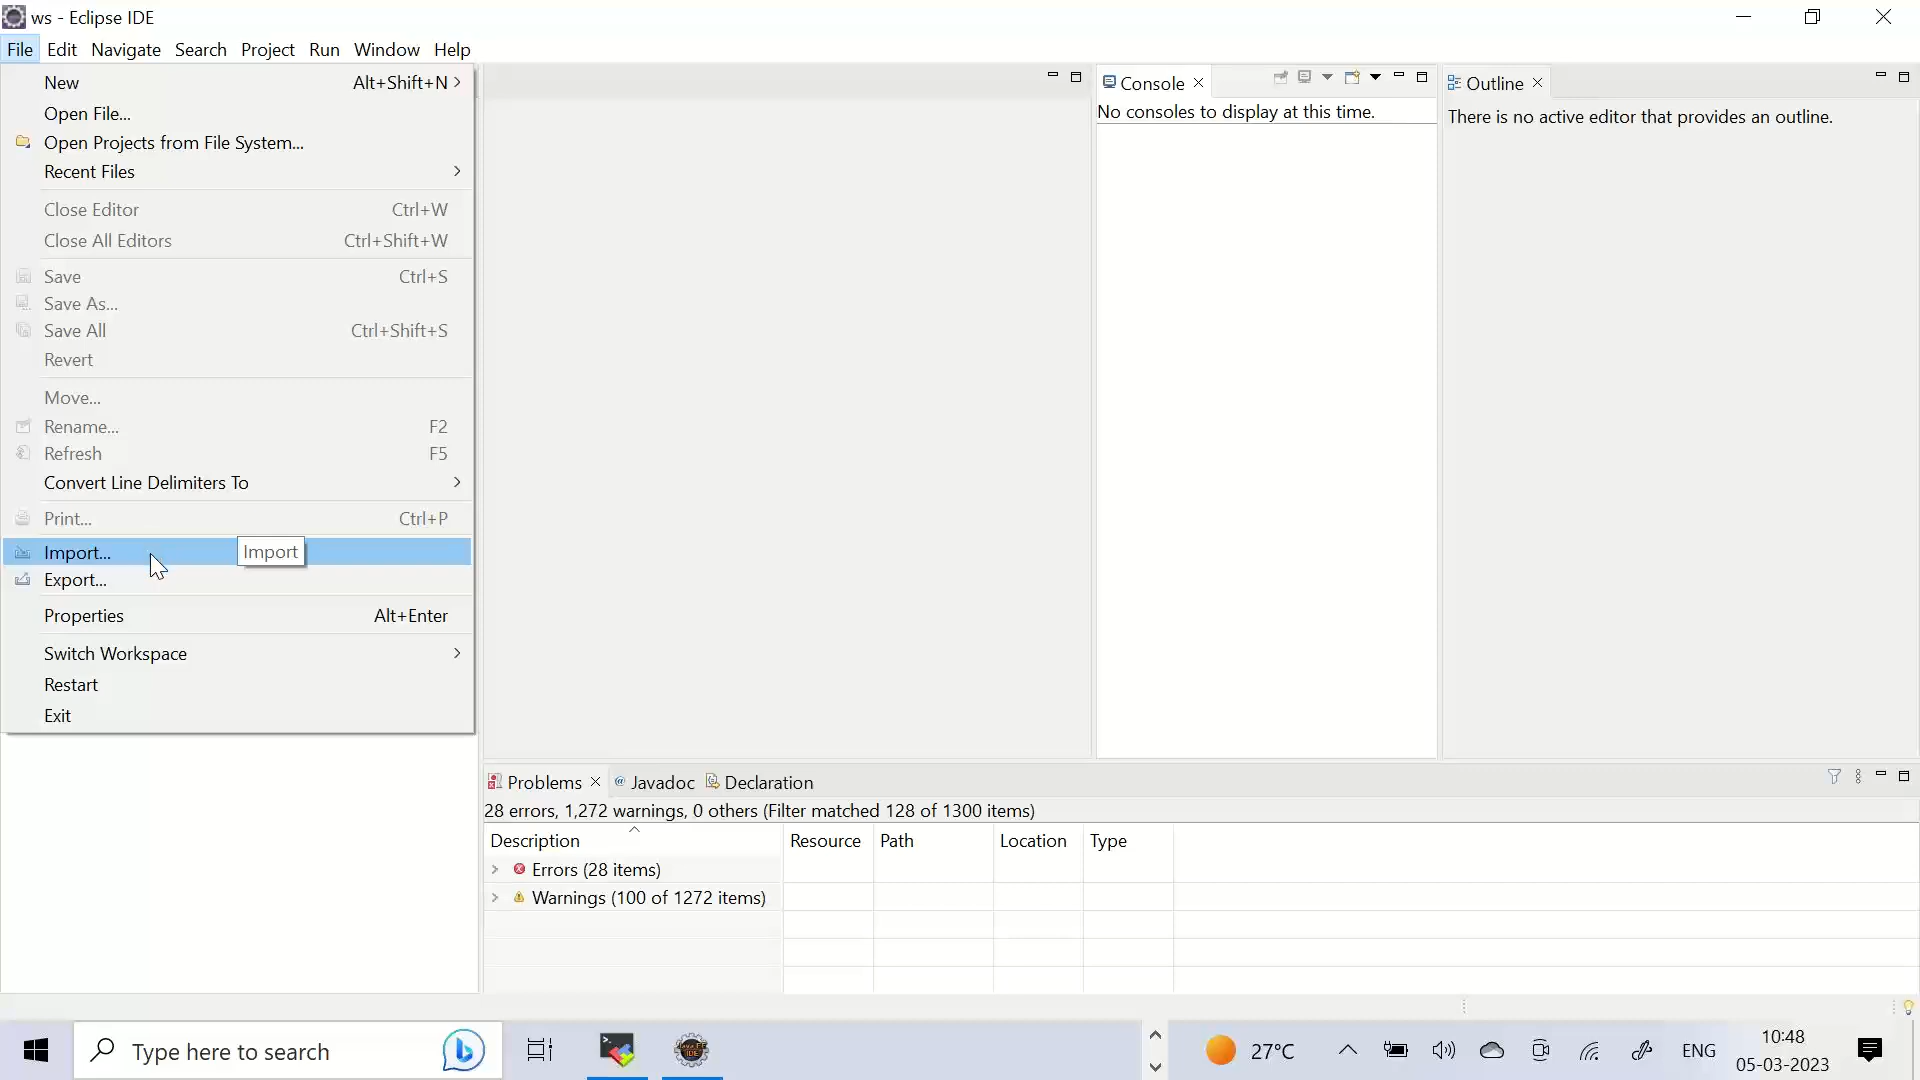 ws - Eclipse IDE
File Edit Navigate Search Project Run Window Help
New Alt+Shift+N
Open File...
Open Projects from File System...
Recent Files
Close Editor Ctrl+W
Close All Editors Ctrl+Shift+W
Save Ctrl+S
Save As...
Save All Ctrl+Shift+S
Revert
Move...
Rename... F2
Refresh F5
Convert Line Delimiters To
Print... Ctrl+P
Import... Import
Export...
Properties Alt+Enter
Switch Workspace
Restart
Exit
Console
No consoles to display at this time.
Outline
There is no active editor that provides an outline.
Problems Javadoc Declaration
28 errors, 1,272 warnings, 0 others (Filter matched 128 of 1300 items)
Description Resource Path Location Type
Errors (28 items)
Warnings (100 of 1272 items)
Type here to search
27°C
ENG
10:48
05-03-2023